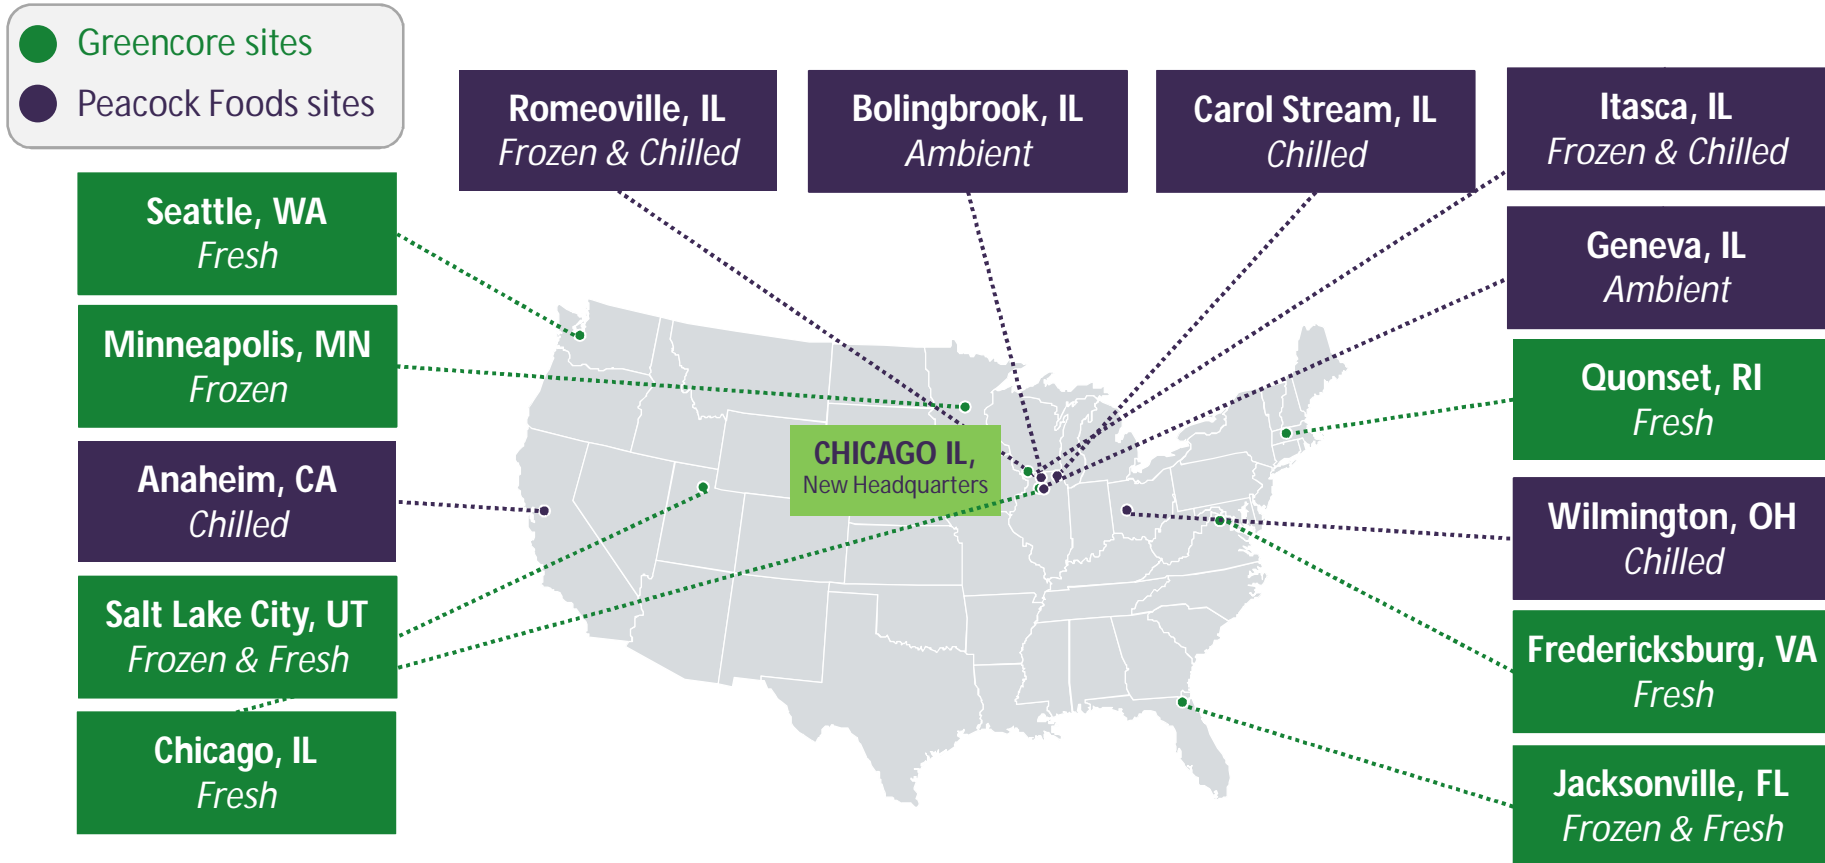 Greencore sites
Peacock Foods sites
Romeoville, IL
Frozen & Chilled
Bolingbrook, IL
Ambient
Carol Stream, IL
Chilled
Itasca, IL
Frozen & Chilled
Seattle, WA
Fresh
Geneva, IL
Ambient
Minneapolis, MN
Frozen
Quonset, RI
Fresh
CHICAGO IL,
New Headquarters
Anaheim, CA
Chilled
Wilmington, OH
Chilled
Salt Lake City, UT
Frozen & Fresh
Fredericksburg, VA
Fresh
Chicago, IL
Fresh
Jacksonville, FL
Frozen & Fresh